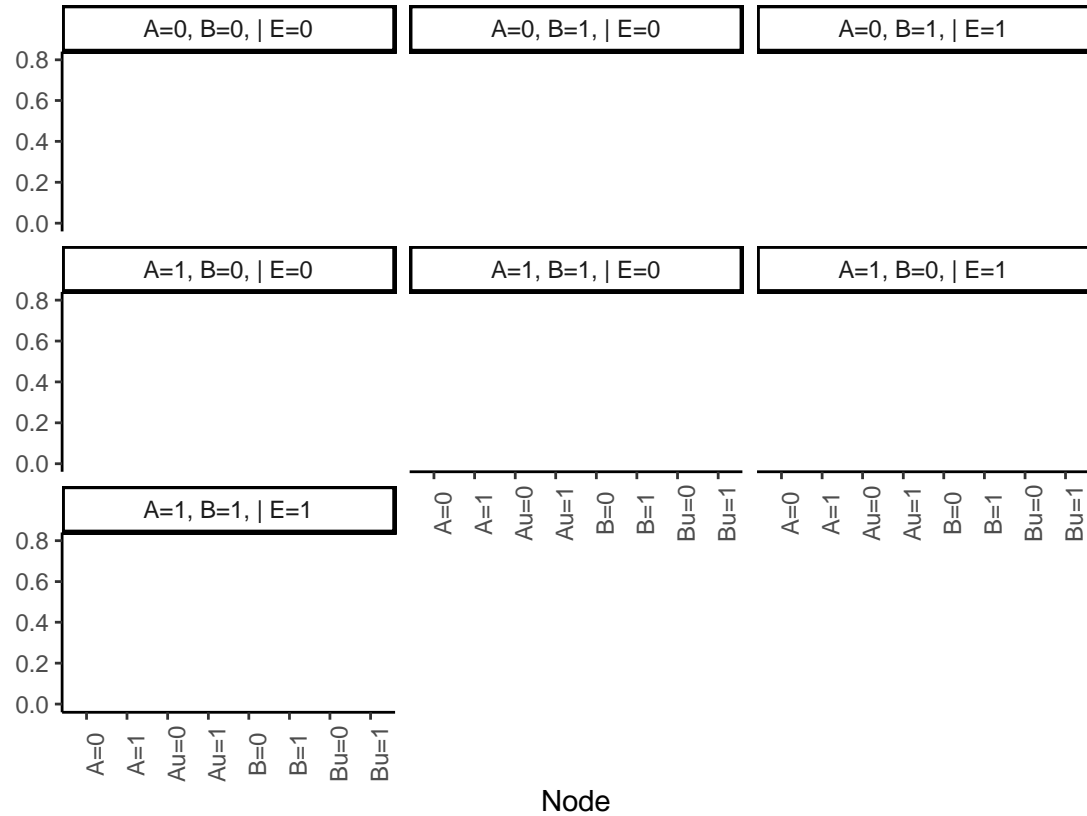 A=0, B=0, | E=0
A=0, B=1, | E=0
A=0, B=1, | E=1
0.8
0.6
0.4
0.2
0.0
A=1, B=0, | E=0
A=1, B=1, | E=0
A=1, B=0, | E=1
0.8
0.6
0.4
0.2
0.0
A=0
A=1
Au=0
Au=1
B=0
B=1
Bu=0
Bu=1
A=0
A=1
Au=0
Au=1
B=0
B=1
Bu=0
Bu=1
A=1, B=1, | E=1
0.8
0.6
0.4
0.2
0.0
A=0
A=1
Au=0
Au=1
B=0
B=1
Bu=0
Bu=1
Node